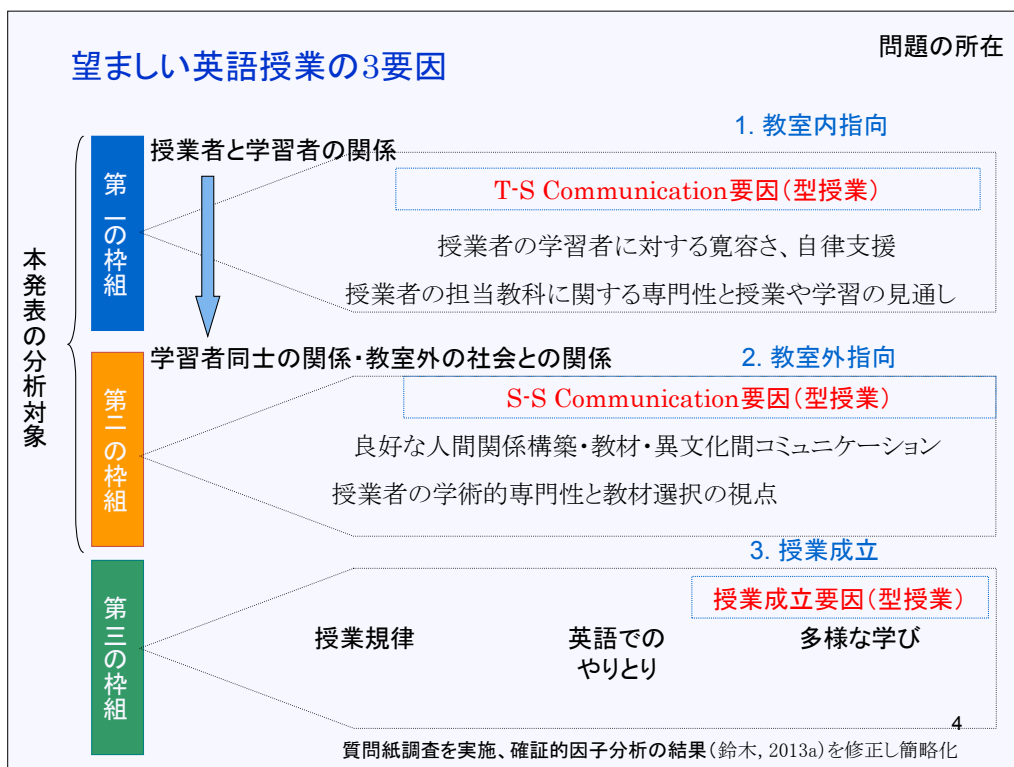 問題の所在
望ましい英語授業の3要因
本発表の分析対象
1. 教室内指向
授業者と学習者の関係
第一の枠組
T-S Communication要因(型授業)
授業者の学習者に対する寛容さ、自律支援
授業者の担当教科に関する専門性と授業や学習の見通し
学習者同士の関係・教室外の社会との関係
2. 教室外指向
第二の枠組
S-S Communication要因(型授業)
良好な人間関係構築・教材・異文化間コミュニケーション
授業者の学術的専門性と教材選択の視点
3. 授業成立
第三の枠組
授業成立要因(型授業)
授業規律
英語での
やりとり
多様な学び
4
質問紙調査を実施、確証的因子分析の結果(鈴木, 2013a)を修正し簡略化